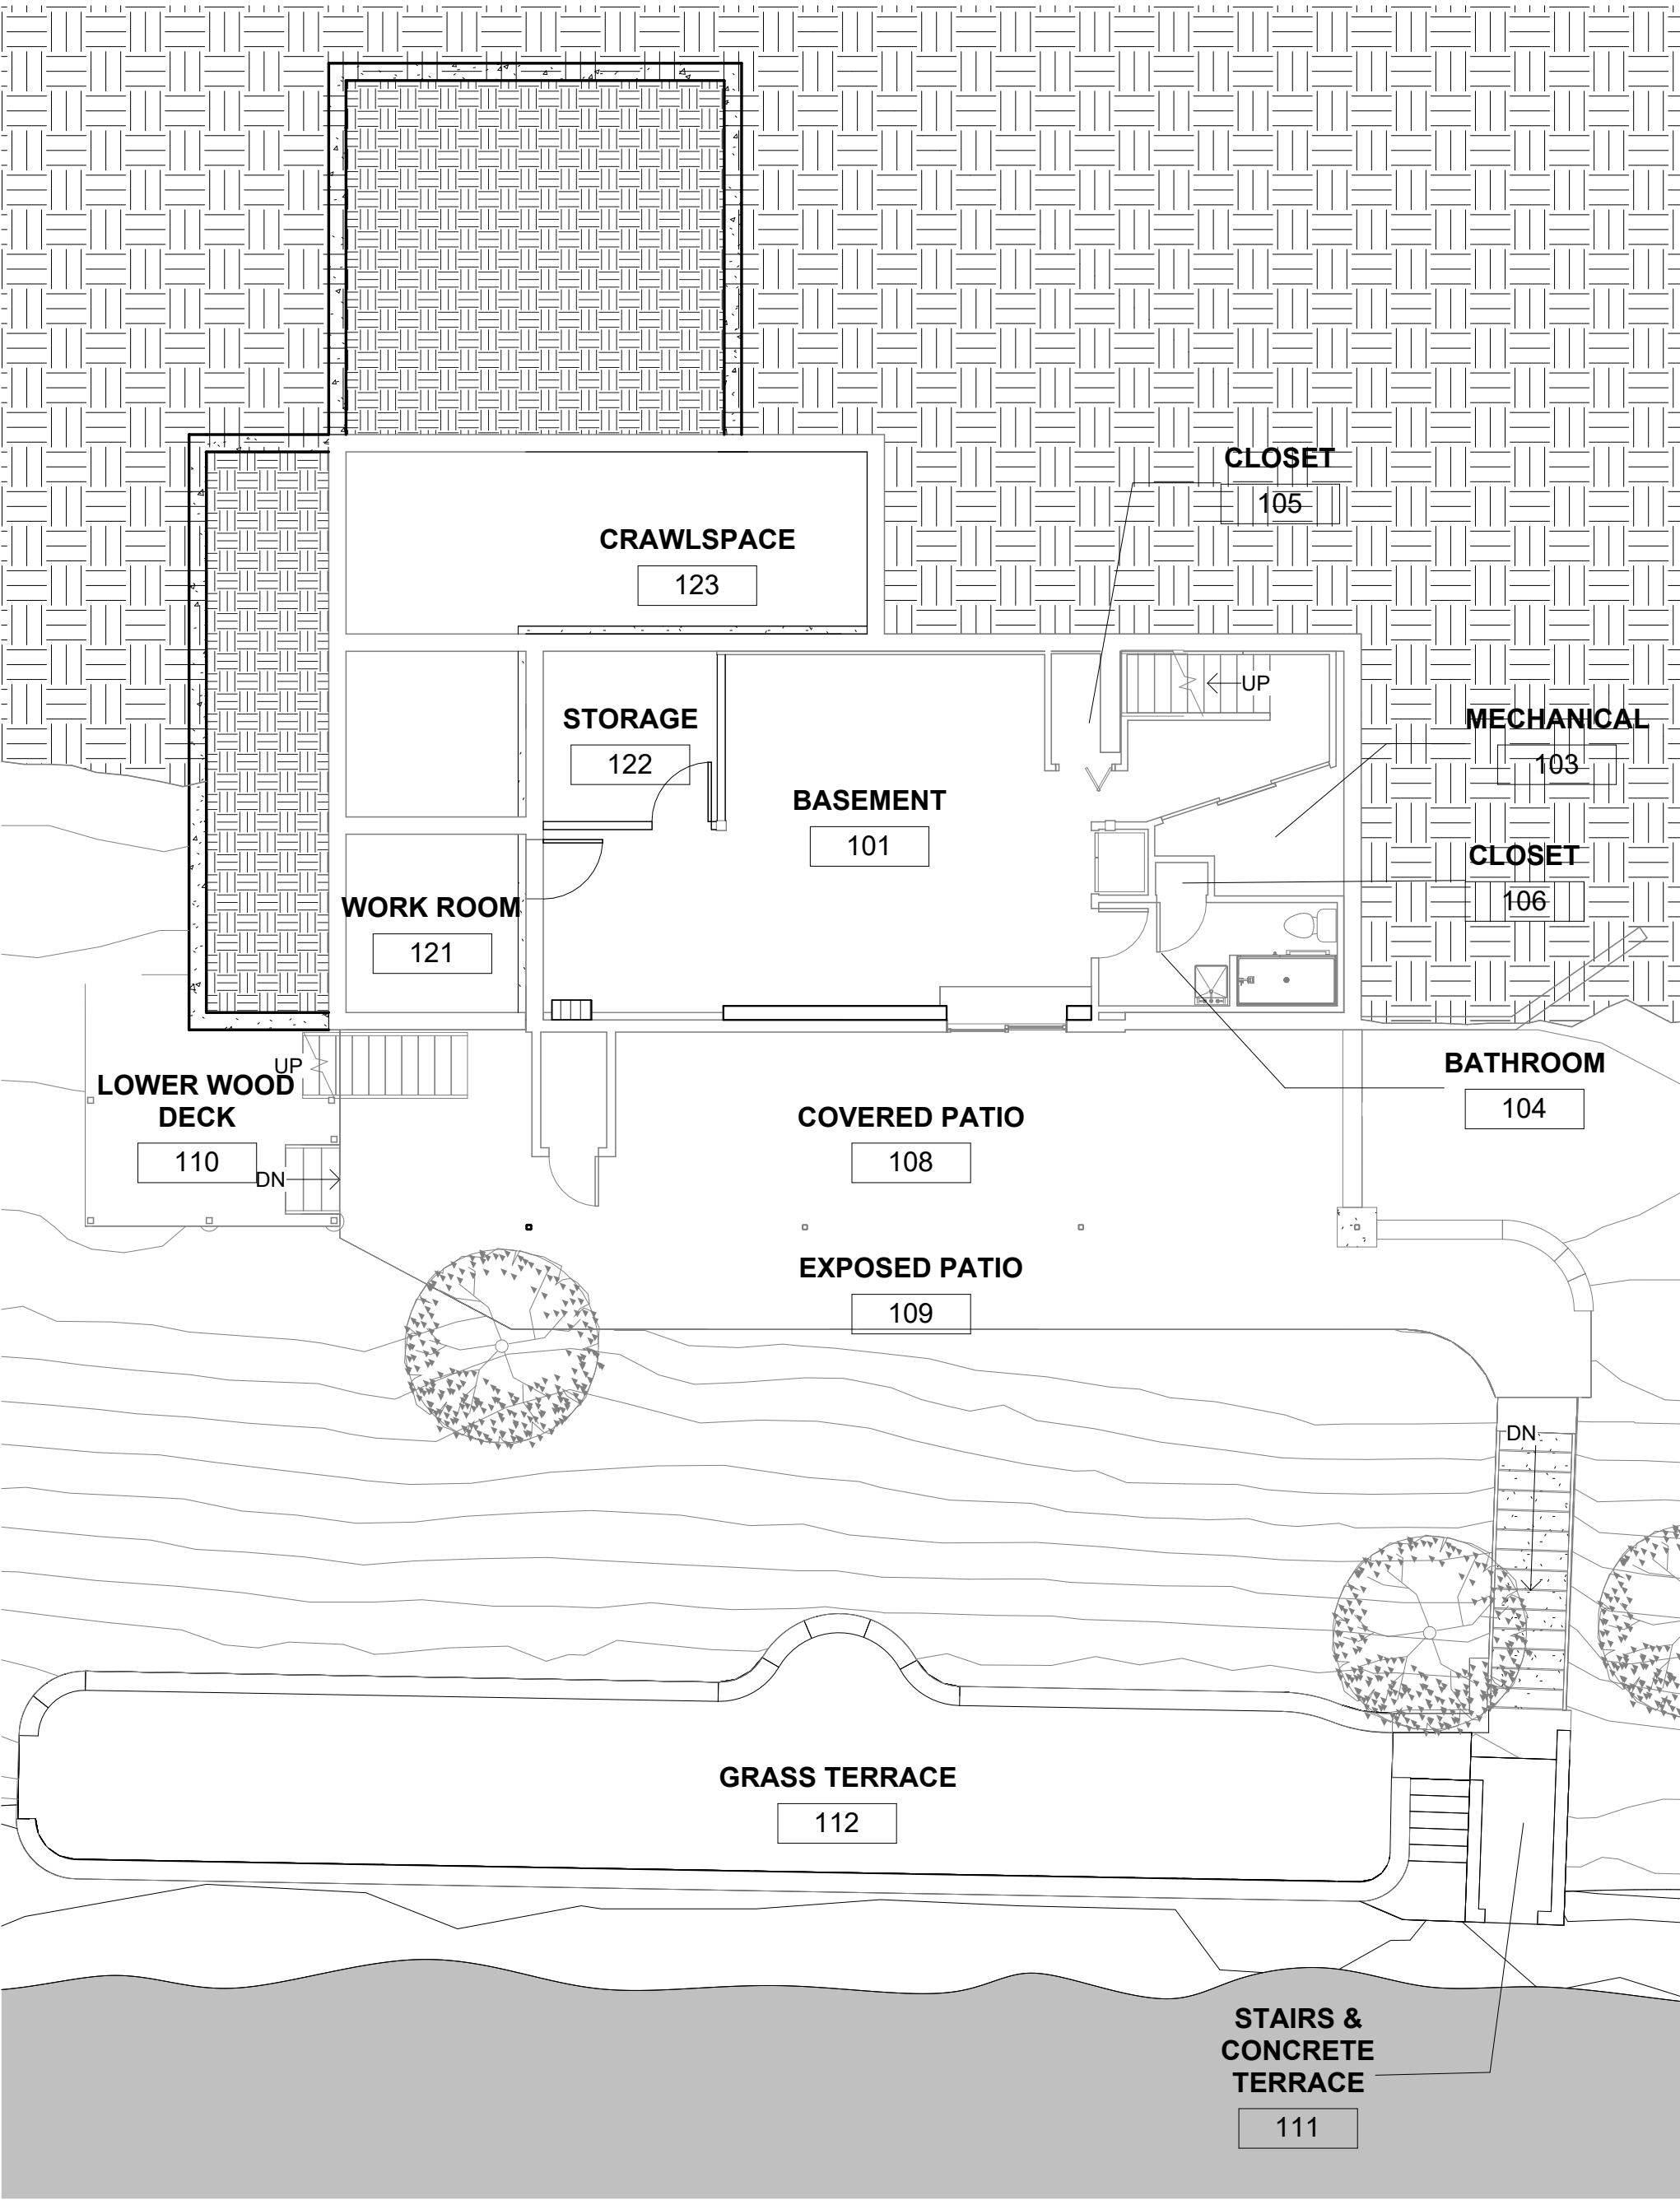 CLOSET
105
CRAWLSPACE
123
UP
STORAGE
122
MECHANICAL
103
BASEMENT
101
CLOSET
106
WORK ROOM
121
UP
LOWER WOOD
DECK
110
DN
BATHROOM
104
COVERED PATIO
108
EXPOSED PATIO
109
DN
GRASS TERRACE
112
STAIRS &
CONCRETE
TERRACE
111